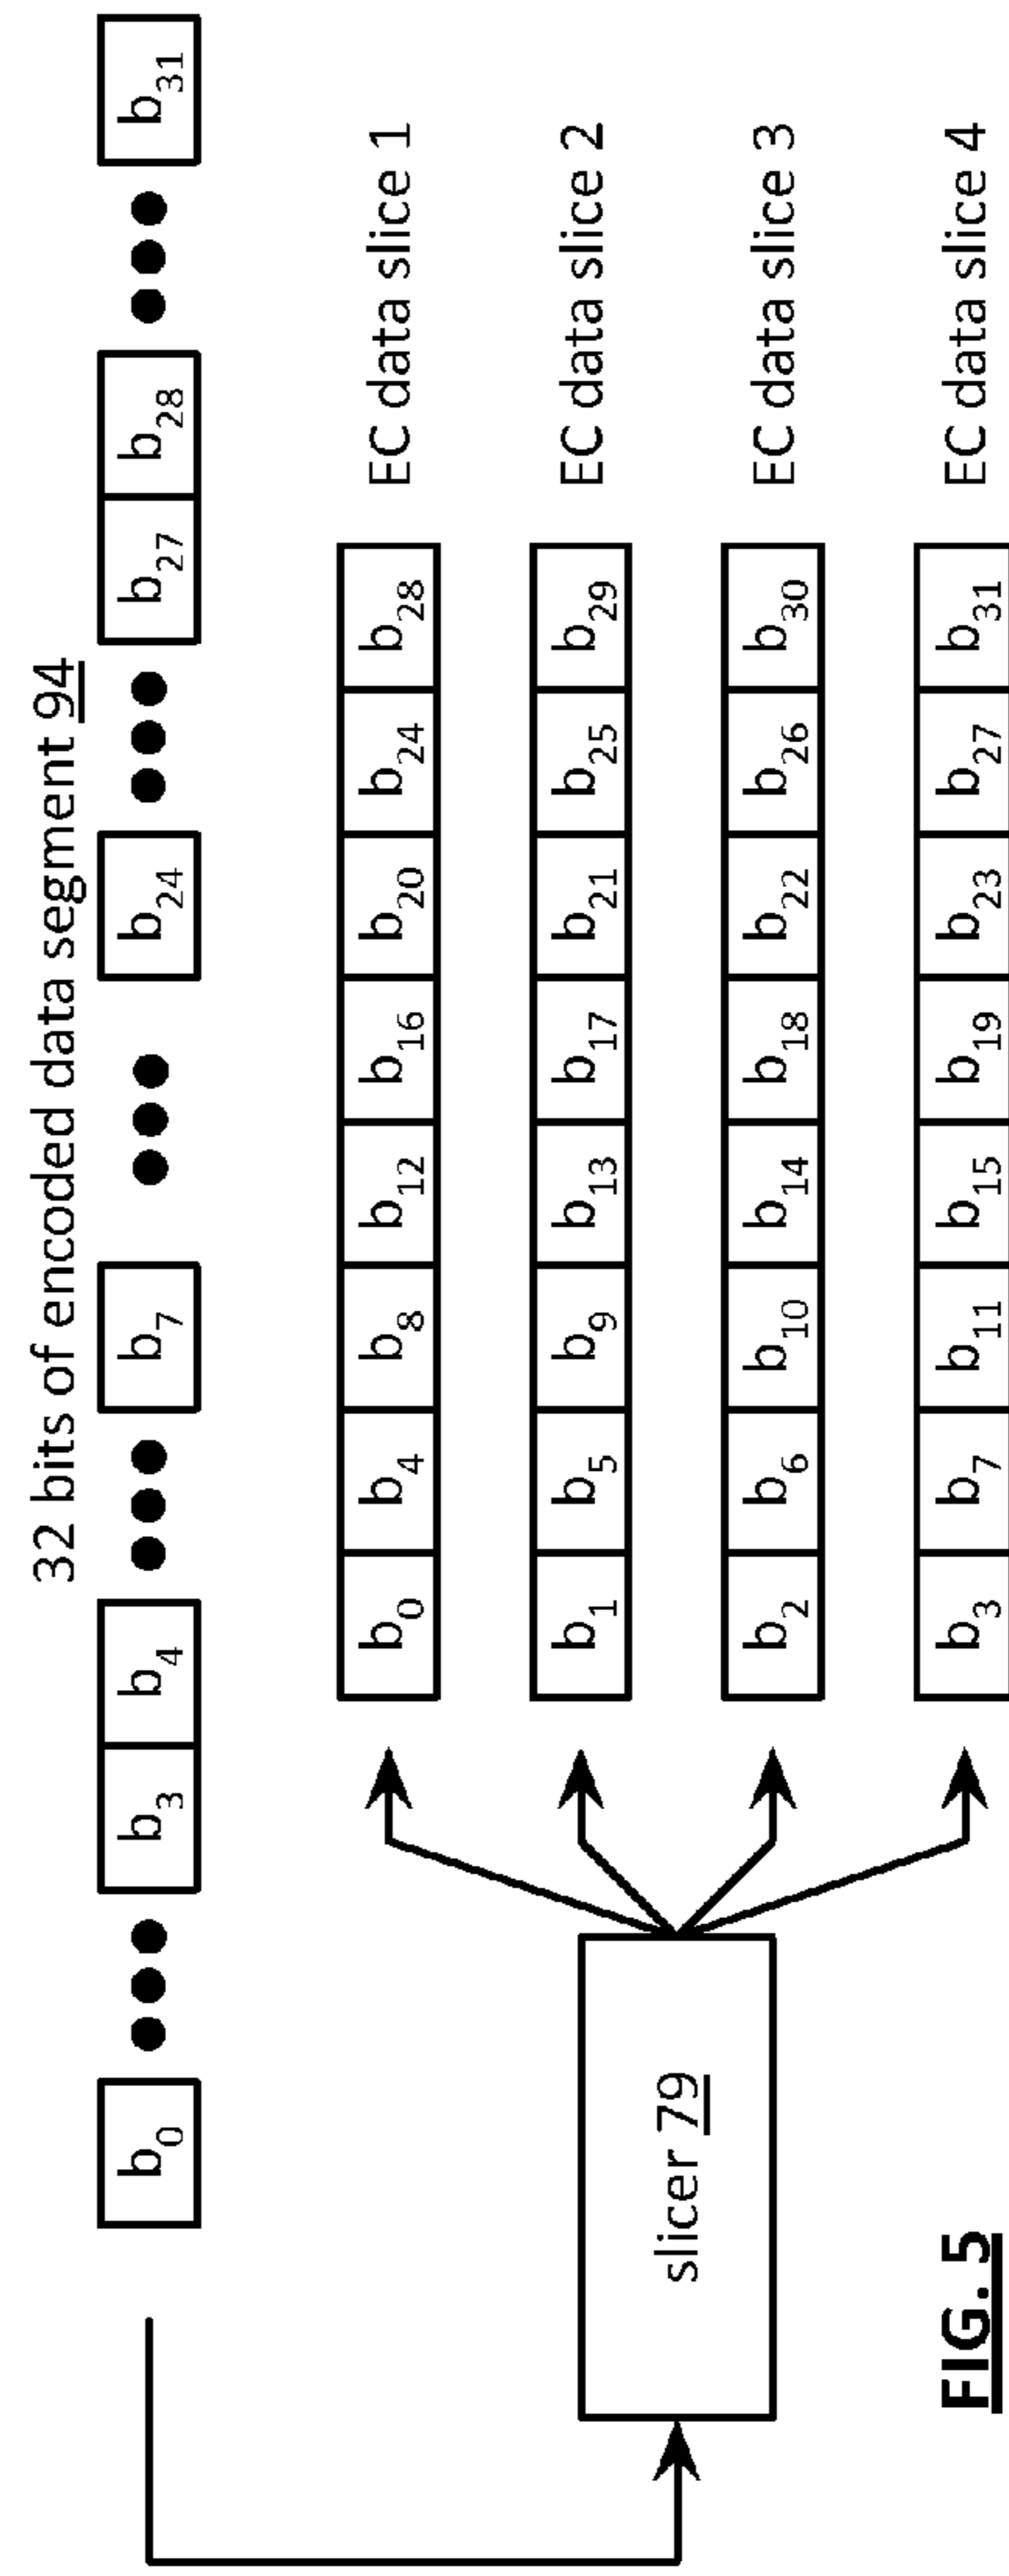 32 bits of encoded data segment 94
b0 ●●● b3 b4 ●●● b7 ●●● b24 ●●● b27 b28 ●●● b31
b0 b4 b8 b12 b16 b20 b24 b28 EC data slice 1
b1 b5 b9 b13 b17 b21 b25 b29 EC data slice 2
slicer 79
b2 b6 b10 b14 b18 b22 b26 b30 EC data slice 3
b3 b7 b11 b15 b19 b23 b27 b31 EC data slice 4
FIG. 5